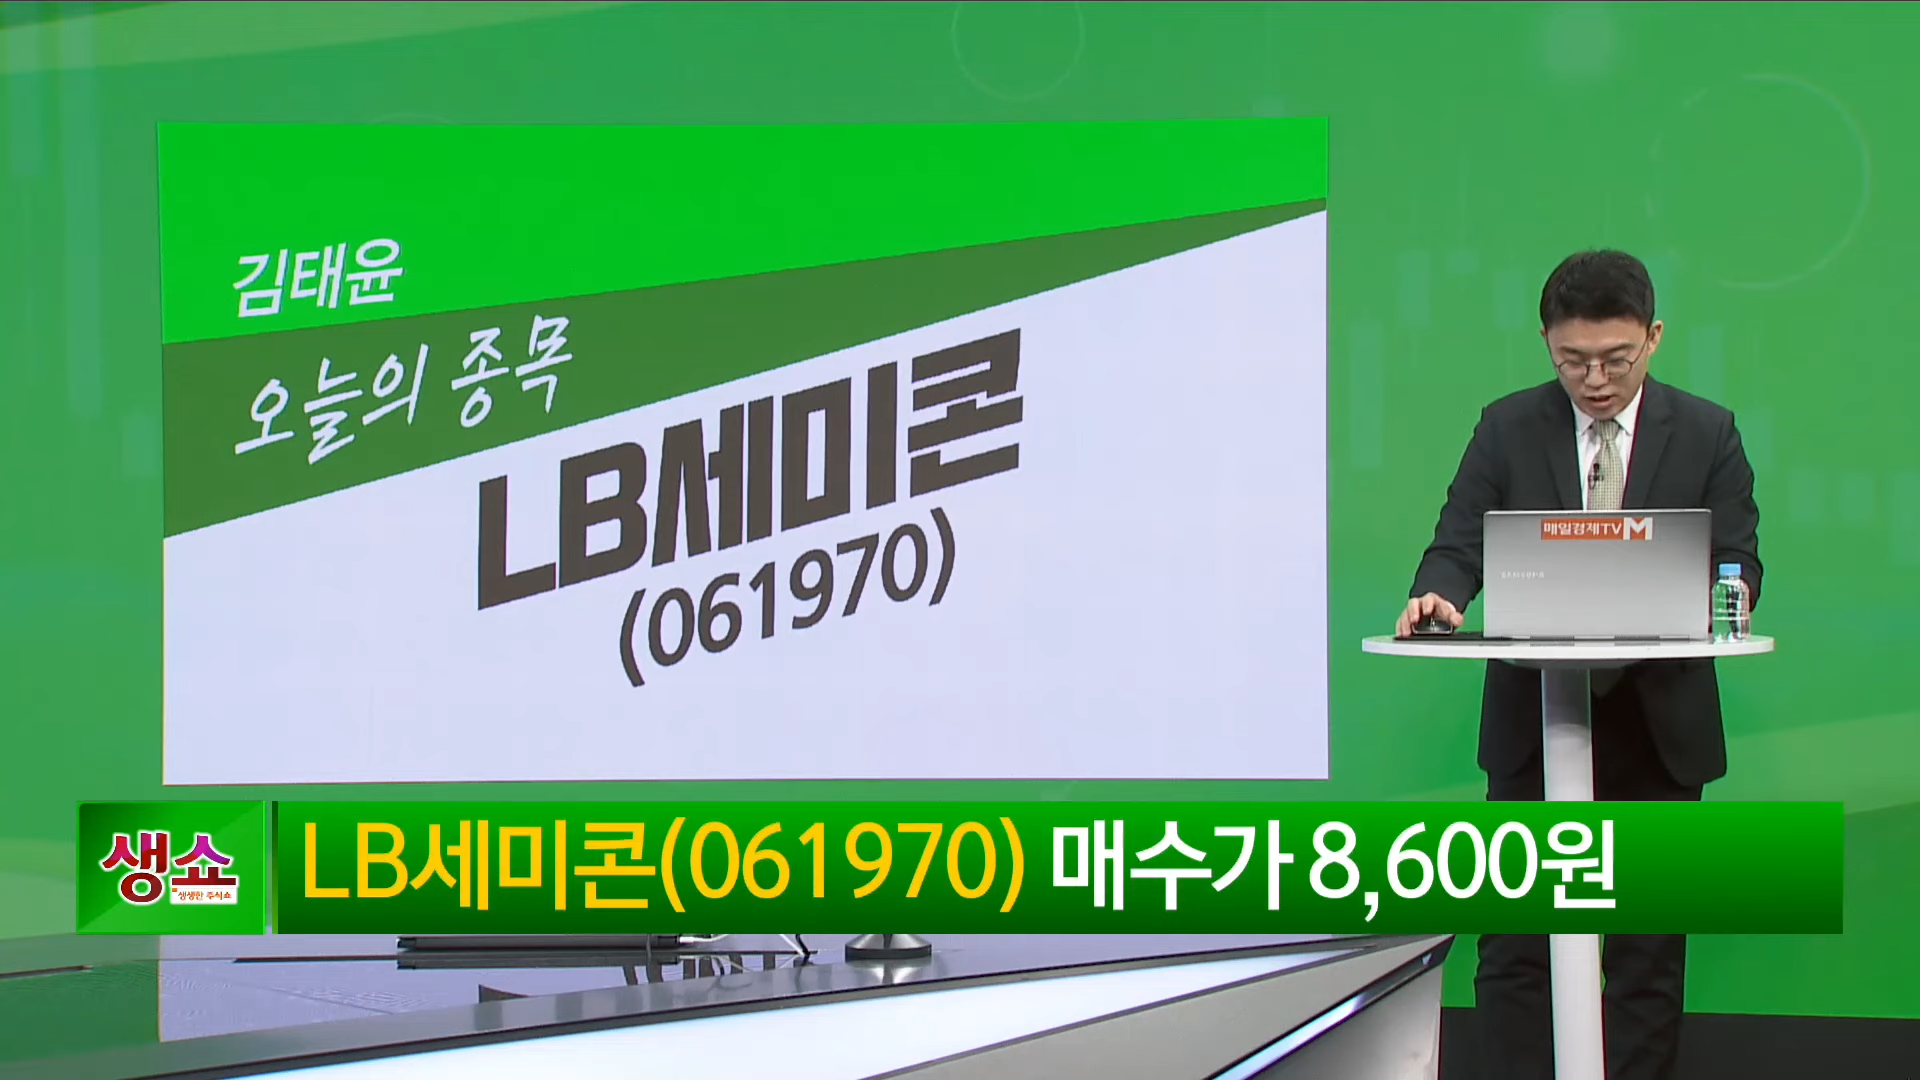 김태윤
오늘의 종목
LB세미콘
(061970)
매일경제TV M
SAMSUNG
생쇼
생생한 주식쇼
LB세미콘(061970) 매수가 8,600원